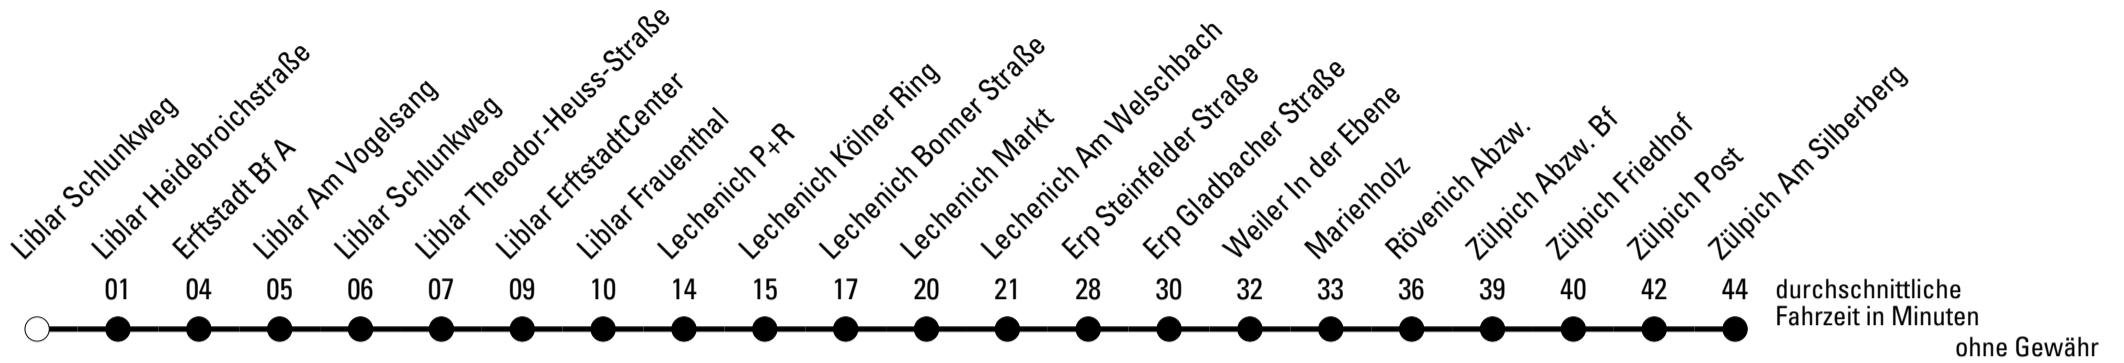 Liblar Schlunkweg
Liblar Heidebroichstraße
Erftstadt Bf A
Liblar Am Vogelsang
Liblar Schlunkweg
Liblar Theodor-Heuss-Straße
Liblar ErftstadtCenter
Liblar Frauenthal
Lechenich P+R
Lechenich Kölner Ring
Lechenich Bonner Straße
Lechenich Markt
Lechenich Am Welschbach
Erp Steinfelder Straße
Erp Gladbacher Straße
Weiler In der Ebene
Marienholz
Rövenich Abzw.
Zülpich Abzw. Bf
Zülpich Friedhof
Zülpich Post
Zülpich Am Silberberg
01 04 05 06 07 09 10 14 15 17 20 21 28 30 32 33 36 39 40 42 44 durchschnittliche
Fahrzeit in Minuten
ohne Gewähr